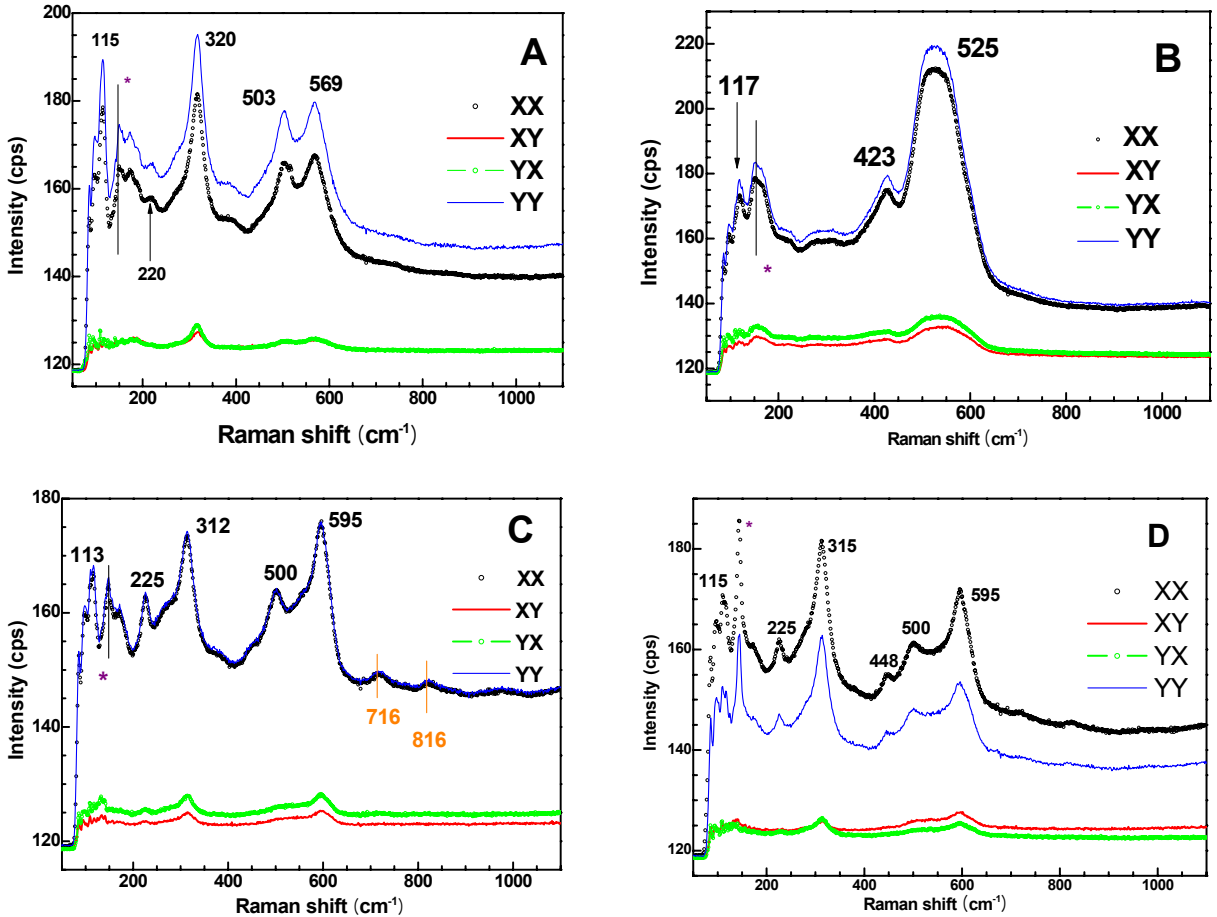 A
200
180
160
140
120
200
400
600
800
1000
Intensity (cps)
Raman shift (cm⁻¹)
115
*
320
503
569
220
XX
XY
YX
YY
B
220
200
180
160
140
120
200
400
600
800
1000
Intensity (cps)
Raman shift (cm⁻¹)
117
*
423
525
XX
XY
YX
YY
C
180
160
140
120
200
400
600
800
1000
Intensity (cps)
Raman shift (cm⁻¹)
113
*
225
312
500
595
716
816
XX
XY
YX
YY
D
180
160
140
120
200
400
600
800
1000
Intensity (cps)
Raman shift (cm⁻¹)
115
*
225
315
448
500
595
XX
XY
YX
YY